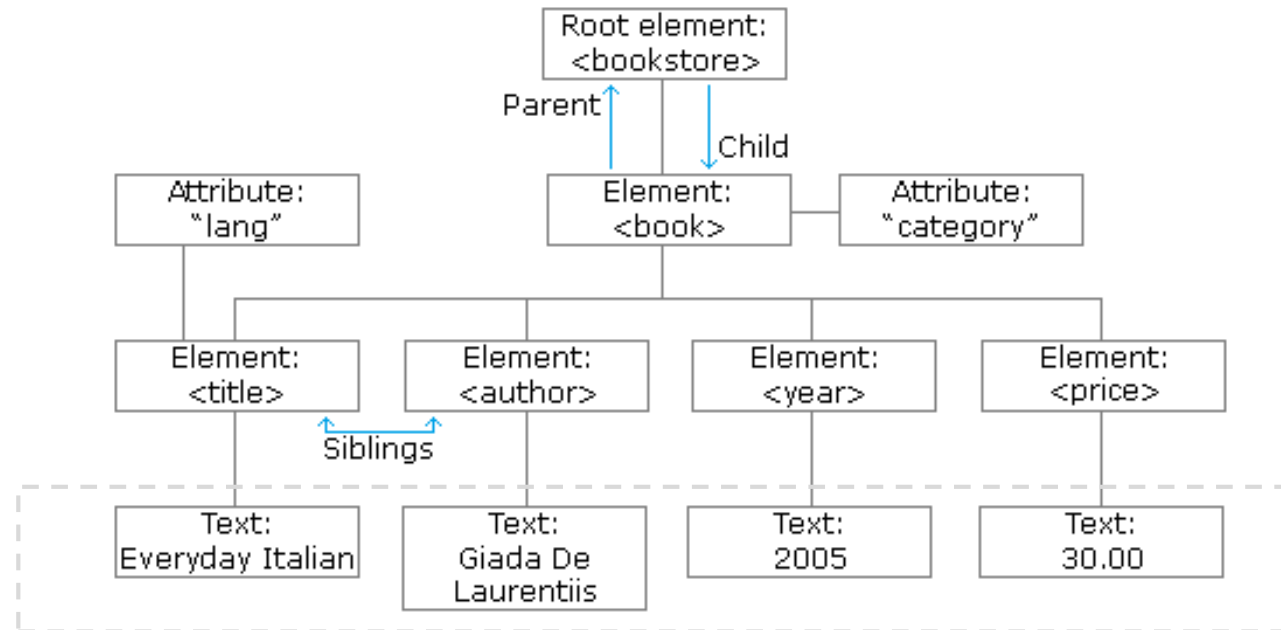 Root element:
<bookstore>
Parent
Child
Attribute:
“lang”
Element:
<book>
Attribute:
“category”
Element:
<title>
Element:
<author>
Element:
<year>
Element:
<price>
Siblings
Text:
Everyday Italian
Text:
Giada De
Laurentiis
Text:
2005
Text:
30.00